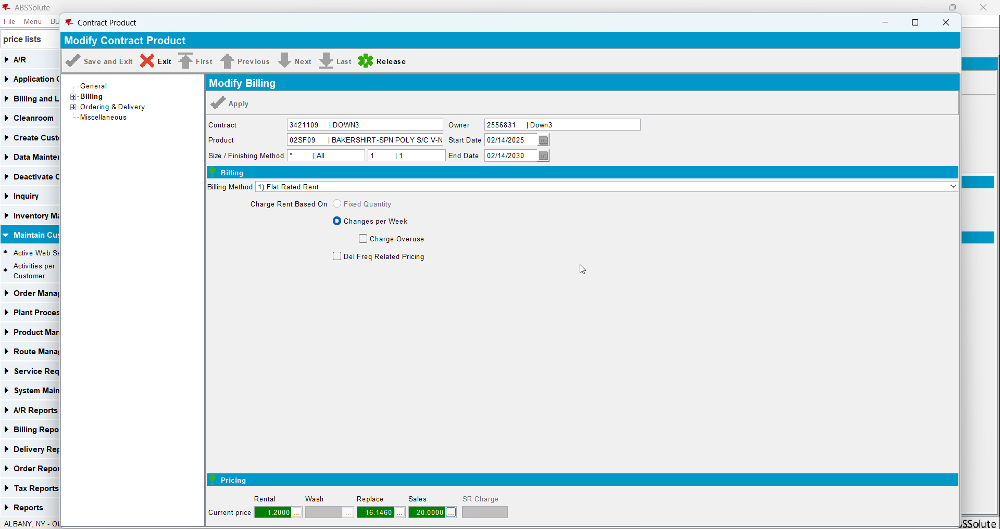 ABSSolute
File Menu BU
price lists
A/R
Application C
Billing and L
Cleanroom
Create Cust
Data Mainte
Deactivate C
Inquiry
Inventory Ma
Maintain Cus
Active Web Se
Activities per
Customer
Order Manag
Plant Proces
Product Man
Route Manag
Service Req
System Main
A/R Reports
Billing Repo
Delivery Rep
Order Repor
Tax Reports
Reports
ALBANY, NY - Of
Contract Product
Modify Contract Product
Save and Exit Exit First Previous Next Last Release
General
Billing
Ordering & Delivery
Miscellaneous
Modify Billing
Apply
Contract 3421109 | DOWN3 Owner 2556831 | Down3
Product 02SF09 | BAKERSHIRT-SPN POLY S/C V-N Start Date 02/14/2025 16
Size / Finishing Method * | All 1 | 1 End Date 02/14/2030 16
Billing
Billing Method 1) Flat Rated Rent
Charge Rent Based On Fixed Quantity
Changes per Week
Charge Overuse
Del Freq Related Pricing
Pricing
Rental Wash Replace Sales SR Charge
Current price 1.2000 ... ... 16.1460 ... 20.0000 ...
SSolute